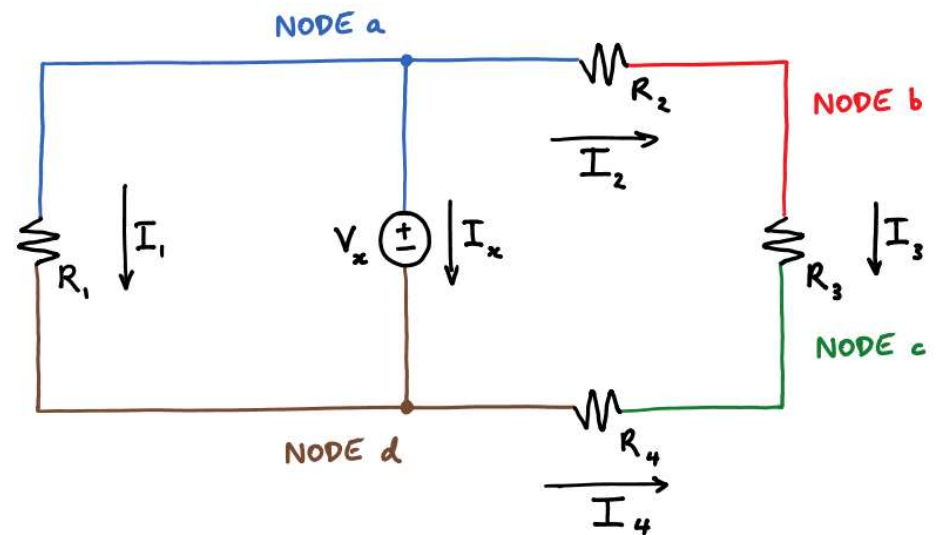 NODE a
R₂
NODE b
I₂
I₁
Vₓ
+
−
Iₓ
I₃
R₁
R₃
NODE c
NODE d
R₄
I₄